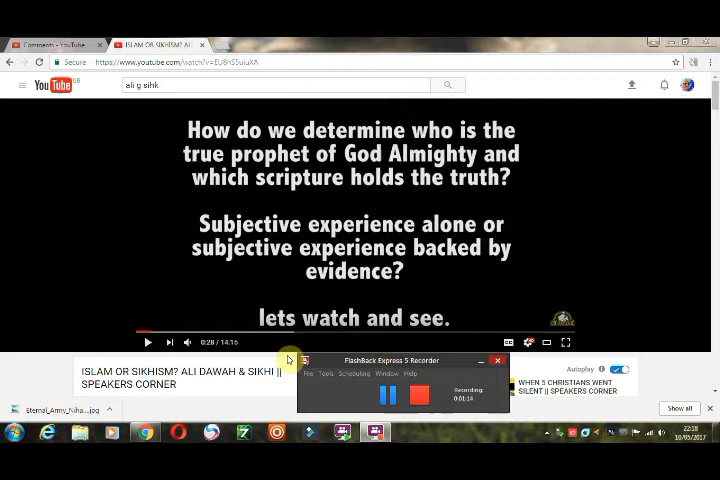 Comments - YouTube
ISLAM OR SIKHISM? ALI
Secure https://www.youtube.com/watch?v=EU8hS5uiuXA
YouTube GB
ali g sihk
How do we determine who is the
true prophet of God Almighty and
which scripture holds the truth?
Subjective experience alone or
subjective experience backed by
evidence?
lets watch and see.
0:28 / 14:15
ISLAM OR SIKHISM? ALI DAWAH & SIKHI ||
SPEAKERS CORNER
FlashBack Express 5 Recorder
File Tools Scheduling Window Help
Recording:
0:01:14
Autoplay
WHEN 5 CHRISTIANS WENT
SILENT || SPEAKERS CORNER
Eternal_Army_Niha....jpg
Show all
22:18
10/05/2017